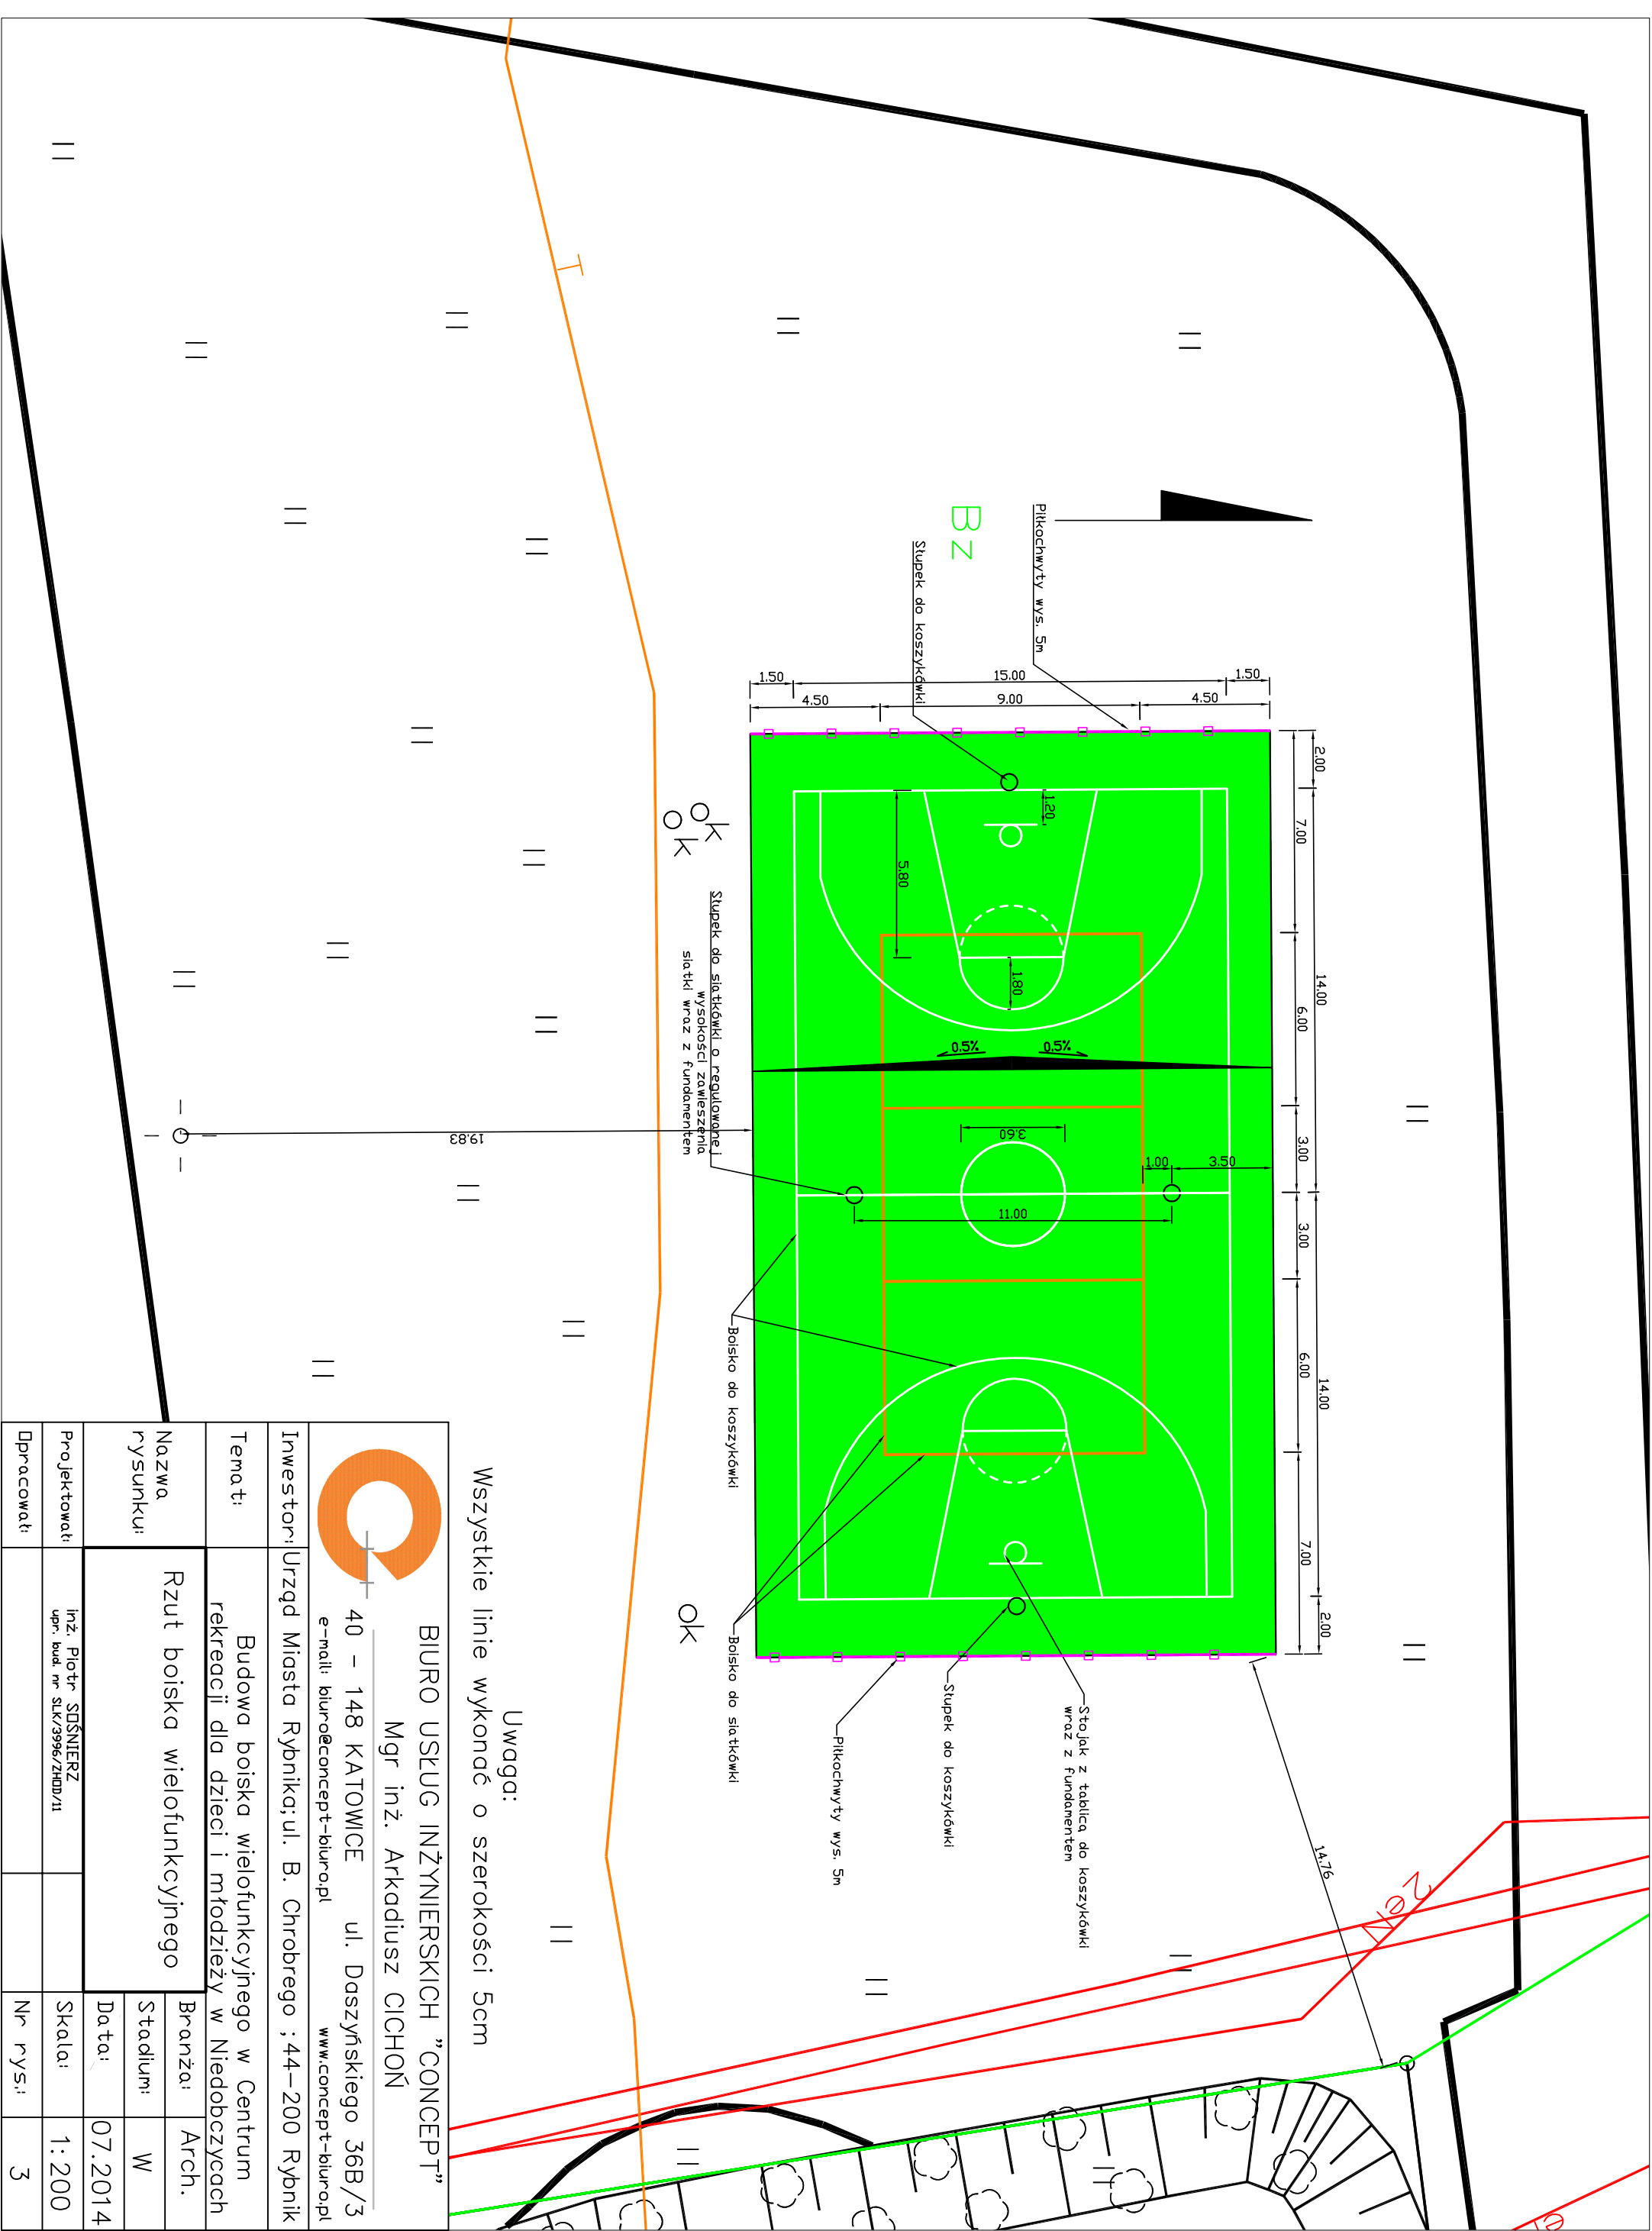 Piłkochwyty wys. 5m
Słupek do koszykówki
Bz
T
1.50
15.00
1.50
4.50
9.00
4.50
2.00
14.00
14.00
2.00
7.00
6.00
3.00
3.00
6.00
7.00
1.20
5.80
1.80
0.5%
0.5%
3.60
1.00
3.50
11.00
19.83
14.76
ok
ok
ok
Słupek do siatkówki o regulowanej
wysokości zawieszenia
siatki wraz z fundamentem
Boisko do koszykówki
Boisko do siatkówki
Stojak z tablicą do koszykówki
wraz z fundamentem
Słupek do koszykówki
Piłkochwyty wys. 5m
2eN
Uwaga:
Wszystkie linie wykonać o szerokości 5cm
BIURO USŁUG INŻYNIERSKICH "CONCEPT"
Mgr inż. Arkadiusz CICHOŃ
40 - 148 KATOWICE ul. Daszyńskiego 36B/3
e-mail: biuro@concept-biuro.pl www.concept-biuro.pl
Inwestor: Urząd Miasta Rybnika;ul. B. Chrobrego ;44-200 Rybnik
Temat: Budowa boiska wielofunkcyjnego w Centrum
rekreacji dla dzieci i młodzieży w Niedobczycach
Nazwa
rysunku:
Rzut boiska wielofunkcyjnego
Branża: Arch.
Stadium: W
Data: 07.2014
Projektował: inż. Piotr SOŚNIERZ
upr. bud. nr SLK/3996/ZHOD/11
Skala: 1:200
Opracował:
Nr rys.: 3